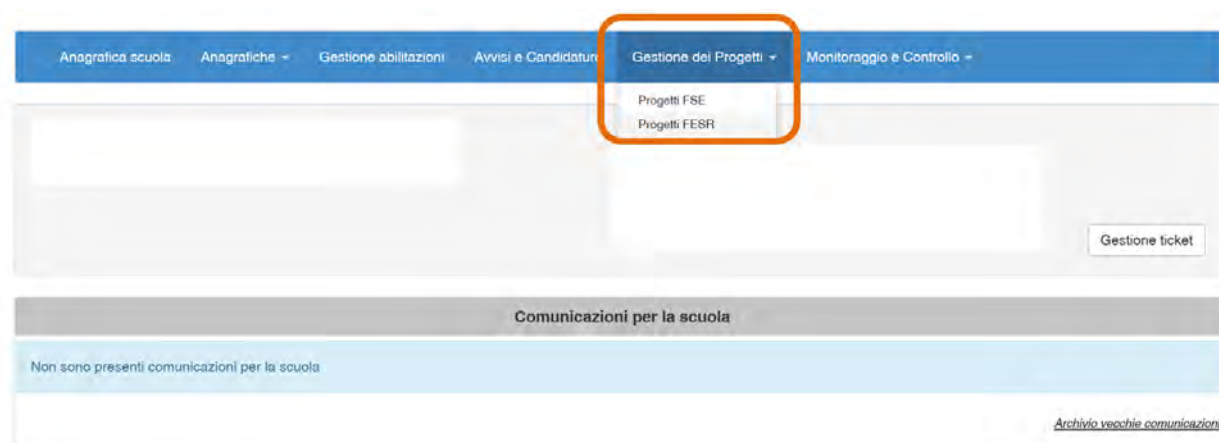 Anagrafica scuola Anagrafiche Gestione abilitazioni Avvisi e Candidature Gestione dei Progetti Monitoraggio e Controllo
Progetti FSE
Progetti FESR
Gestione ticket
Comunicazioni per la scuola
Non sono presenti comunicazioni per la scuola
Archivio vecchie comunicazioni